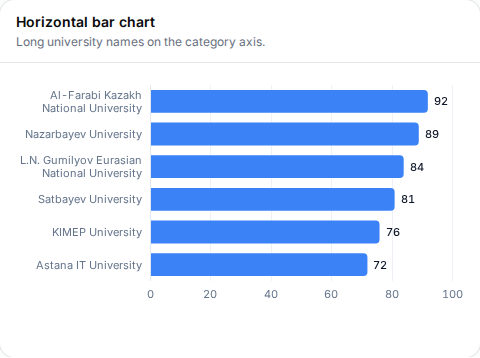 Horizontal bar chart
Long university names on the category axis.
Al-Farabi Kazakh
National University
92
Nazarbayev University
89
L.N. Gumilyov Eurasian
National University
84
Satbayev University
81
KIMEP University
76
Astana IT University
72
0 20 40 60 80 100